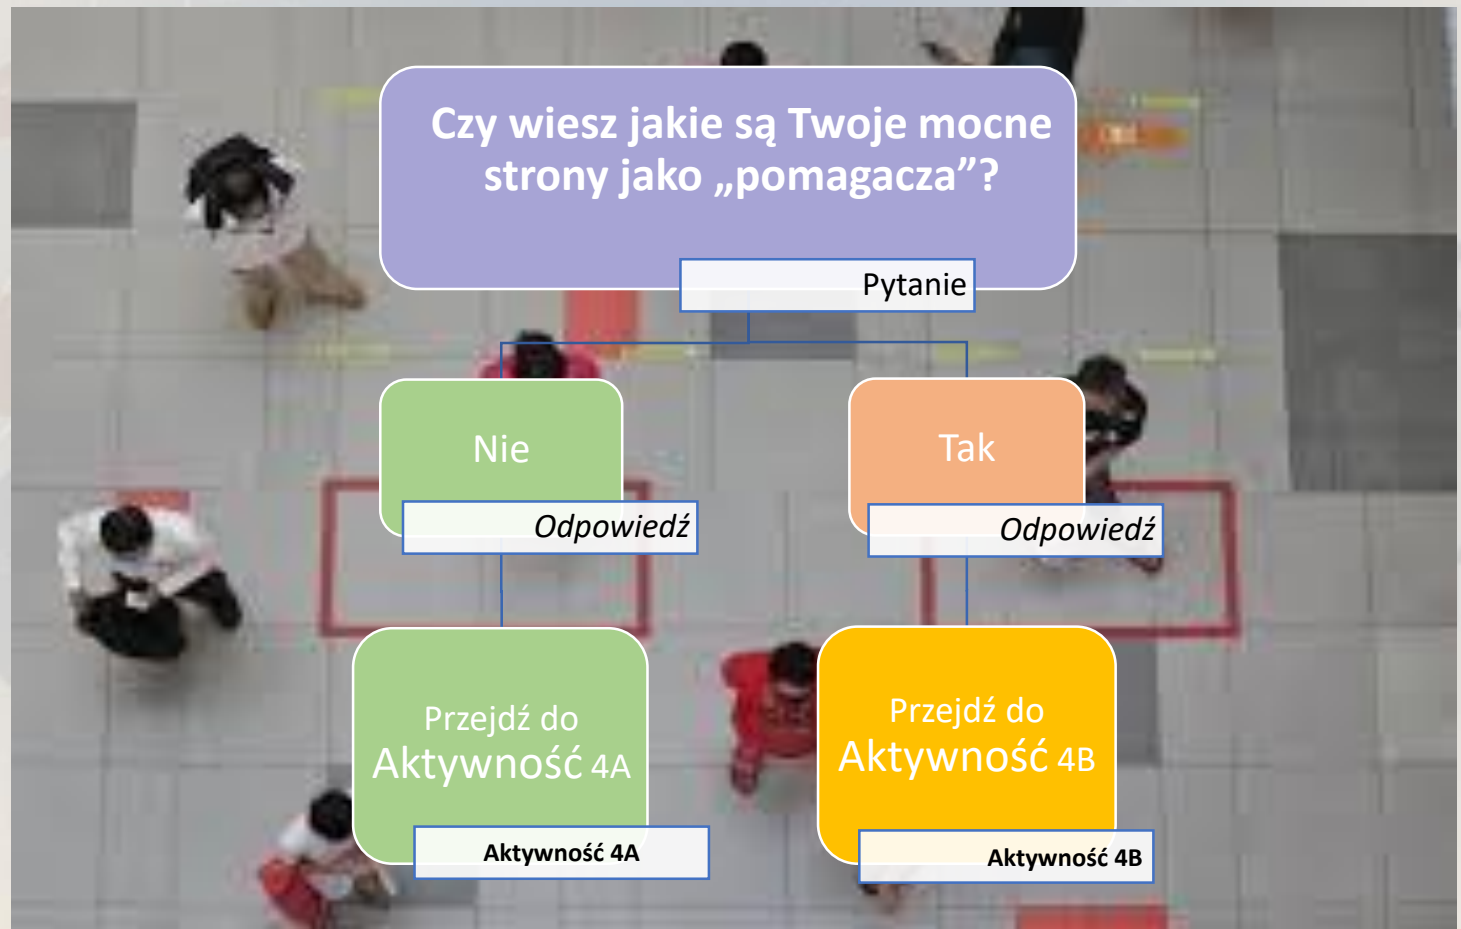 Czy wiesz jakie są Twoje mocne
strony jako „pomagacza”?
Pytanie
Nie
Odpowiedź
Tak
Odpowiedź
Przejdź do
Aktywność 4A
Aktywność 4A
Przejdź do
Aktywność 4B
Aktywność 4B